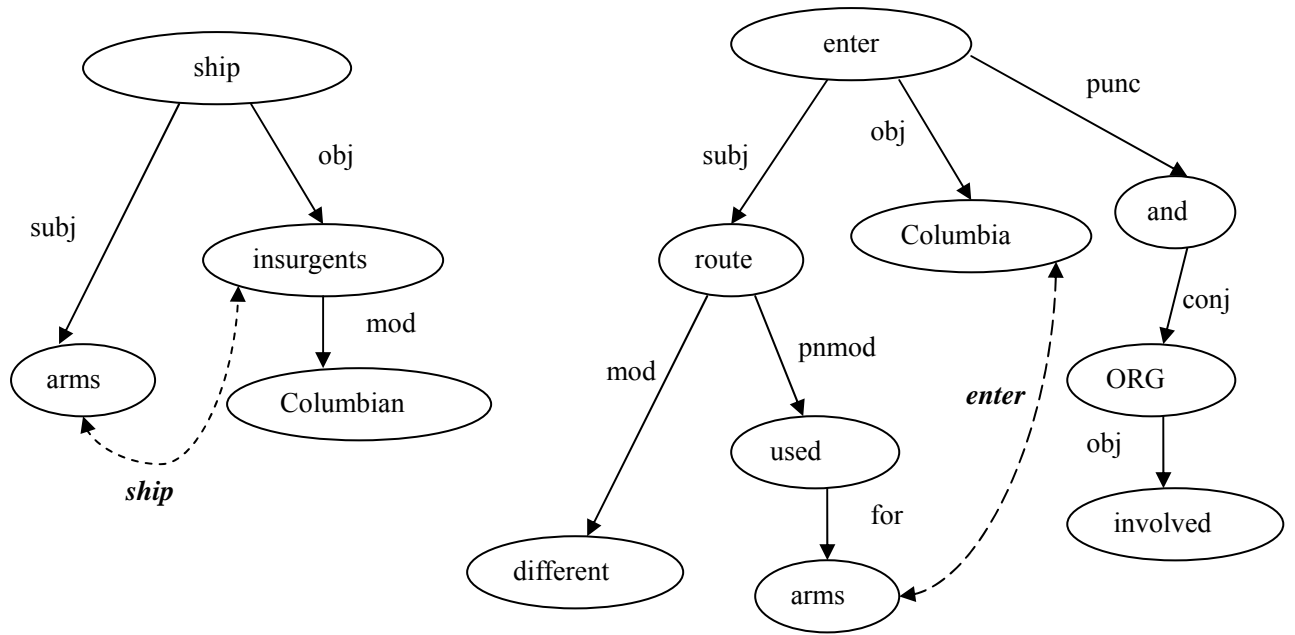 ship
obj
subj
insurgents
mod
arms
Columbian
ship
enter
punc
subj
obj
and
route
Columbia
conj
mod
pnmod
enter
ORG
used
obj
for
involved
different
arms